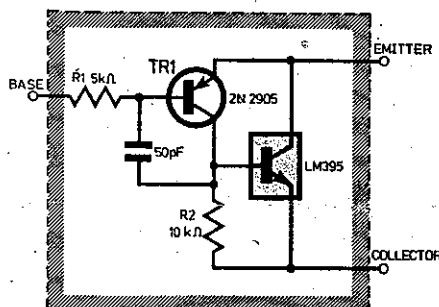 EMITTER
TR1
BASE
R1 5kΩ
2N 2905
50pF
LM395
R2
10 kΩ
COLLECTOR